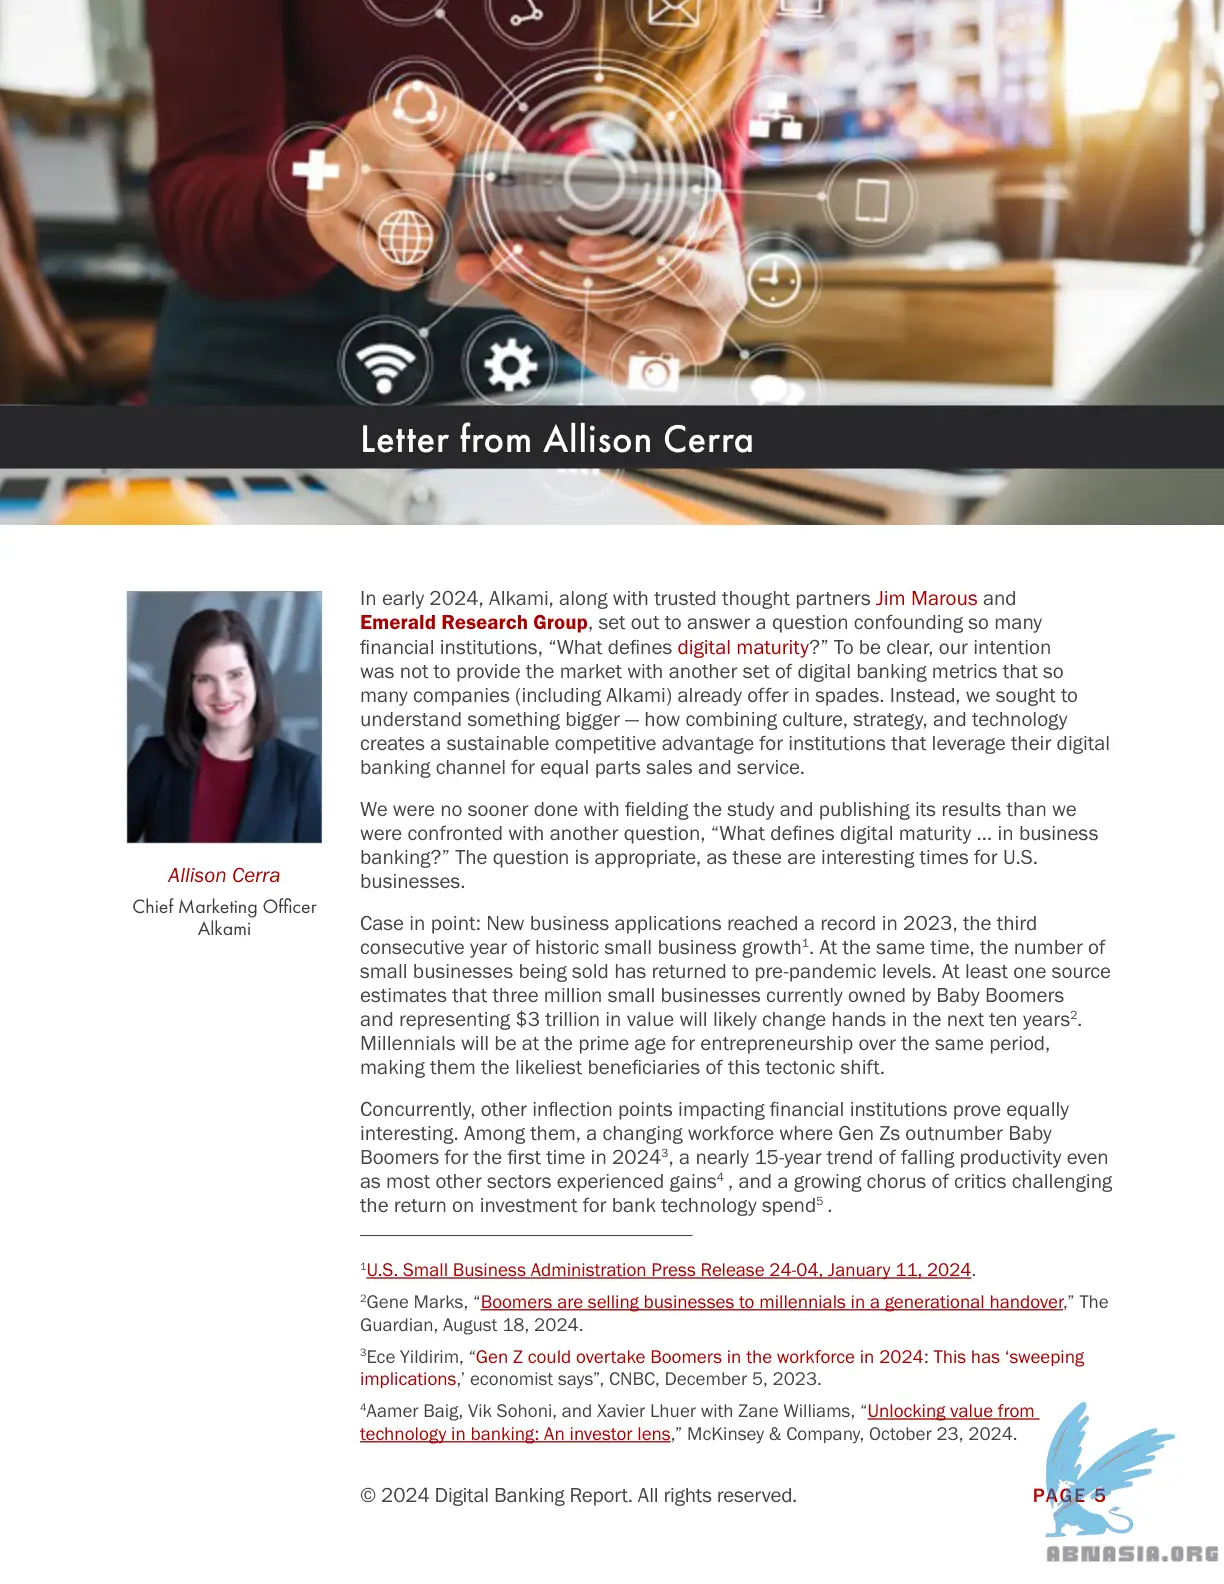 Letter from Allison Cerra
Allison Cerra
Chief Marketing Officer
Alkami
In early 2024, Alkami, along with trusted thought partners Jim Marous and
Emerald Research Group, set out to answer a question confounding so many
financial institutions, “What defines digital maturity?” To be clear, our intention
was not to provide the market with another set of digital banking metrics that so
many companies (including Alkami) already offer in spades. Instead, we sought to
understand something bigger — how combining culture, strategy, and technology
creates a sustainable competitive advantage for institutions that leverage their digital
banking channel for equal parts sales and service.
We were no sooner done with fielding the study and publishing its results than we
were confronted with another question, “What defines digital maturity ... in business
banking?” The question is appropriate, as these are interesting times for U.S.
businesses.
Case in point: New business applications reached a record in 2023, the third
consecutive year of historic small business growth¹. At the same time, the number of
small businesses being sold has returned to pre-pandemic levels. At least one source
estimates that three million small businesses currently owned by Baby Boomers
and representing $3 trillion in value will likely change hands in the next ten years².
Millennials will be at the prime age for entrepreneurship over the same period,
making them the likeliest beneficiaries of this tectonic shift.
Concurrently, other inflection points impacting financial institutions prove equally
interesting. Among them, a changing workforce where Gen Zs outnumber Baby
Boomers for the first time in 2024³, a nearly 15-year trend of falling productivity even
as most other sectors experienced gains⁴ , and a growing chorus of critics challenging
the return on investment for bank technology spend⁵ .
¹U.S. Small Business Administration Press Release 24-04, January 11, 2024.
²Gene Marks, “Boomers are selling businesses to millennials in a generational handover,” The
Guardian, August 18, 2024.
³Ece Yildirim, “Gen Z could overtake Boomers in the workforce in 2024: This has ‘sweeping
implications,’ economist says”, CNBC, December 5, 2023.
⁴Aamer Baig, Vik Sohoni, and Xavier Lhuer with Zane Williams, “Unlocking value from
technology in banking: An investor lens,” McKinsey & Company, October 23, 2024.
© 2024 Digital Banking Report. All rights reserved.
PAGE 5
ABNASIA.ORG